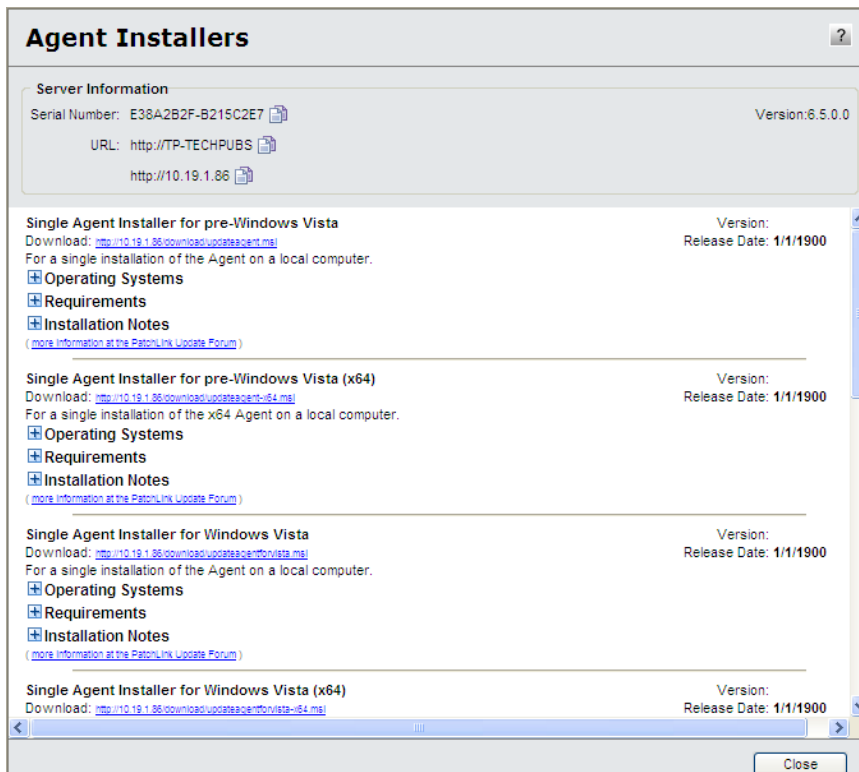 Agent Installers
?
Server Information
Serial Number: E38A2B2F-B215C2E7
Version:6.5.0.0
URL: http://TP-TECHPUBS
http://10.19.1.86
Single Agent Installer for pre-Windows Vista
Version:
Download: http://10.19.1.86/download/updateagent.msi
Release Date: 1/1/1900
For a single installation of the Agent on a local computer.
Operating Systems
Requirements
Installation Notes
( more information at the PatchLink Update Forum )
Single Agent Installer for pre-Windows Vista (x64)
Version:
Download: http://10.19.1.86/download/updateagent-x64.msi
Release Date: 1/1/1900
For a single installation of the x64 Agent on a local computer.
Operating Systems
Requirements
Installation Notes
( more information at the PatchLink Update Forum )
Single Agent Installer for Windows Vista
Version:
Download: http://10.19.1.86/download/updateagentforvista.msi
Release Date: 1/1/1900
For a single installation of the Agent on a local computer.
Operating Systems
Requirements
Installation Notes
( more information at the PatchLink Update Forum )
Single Agent Installer for Windows Vista (x64)
Version:
Download: http://10.19.1.86/download/updateagentforvista-x64.msi
Release Date: 1/1/1900
Close